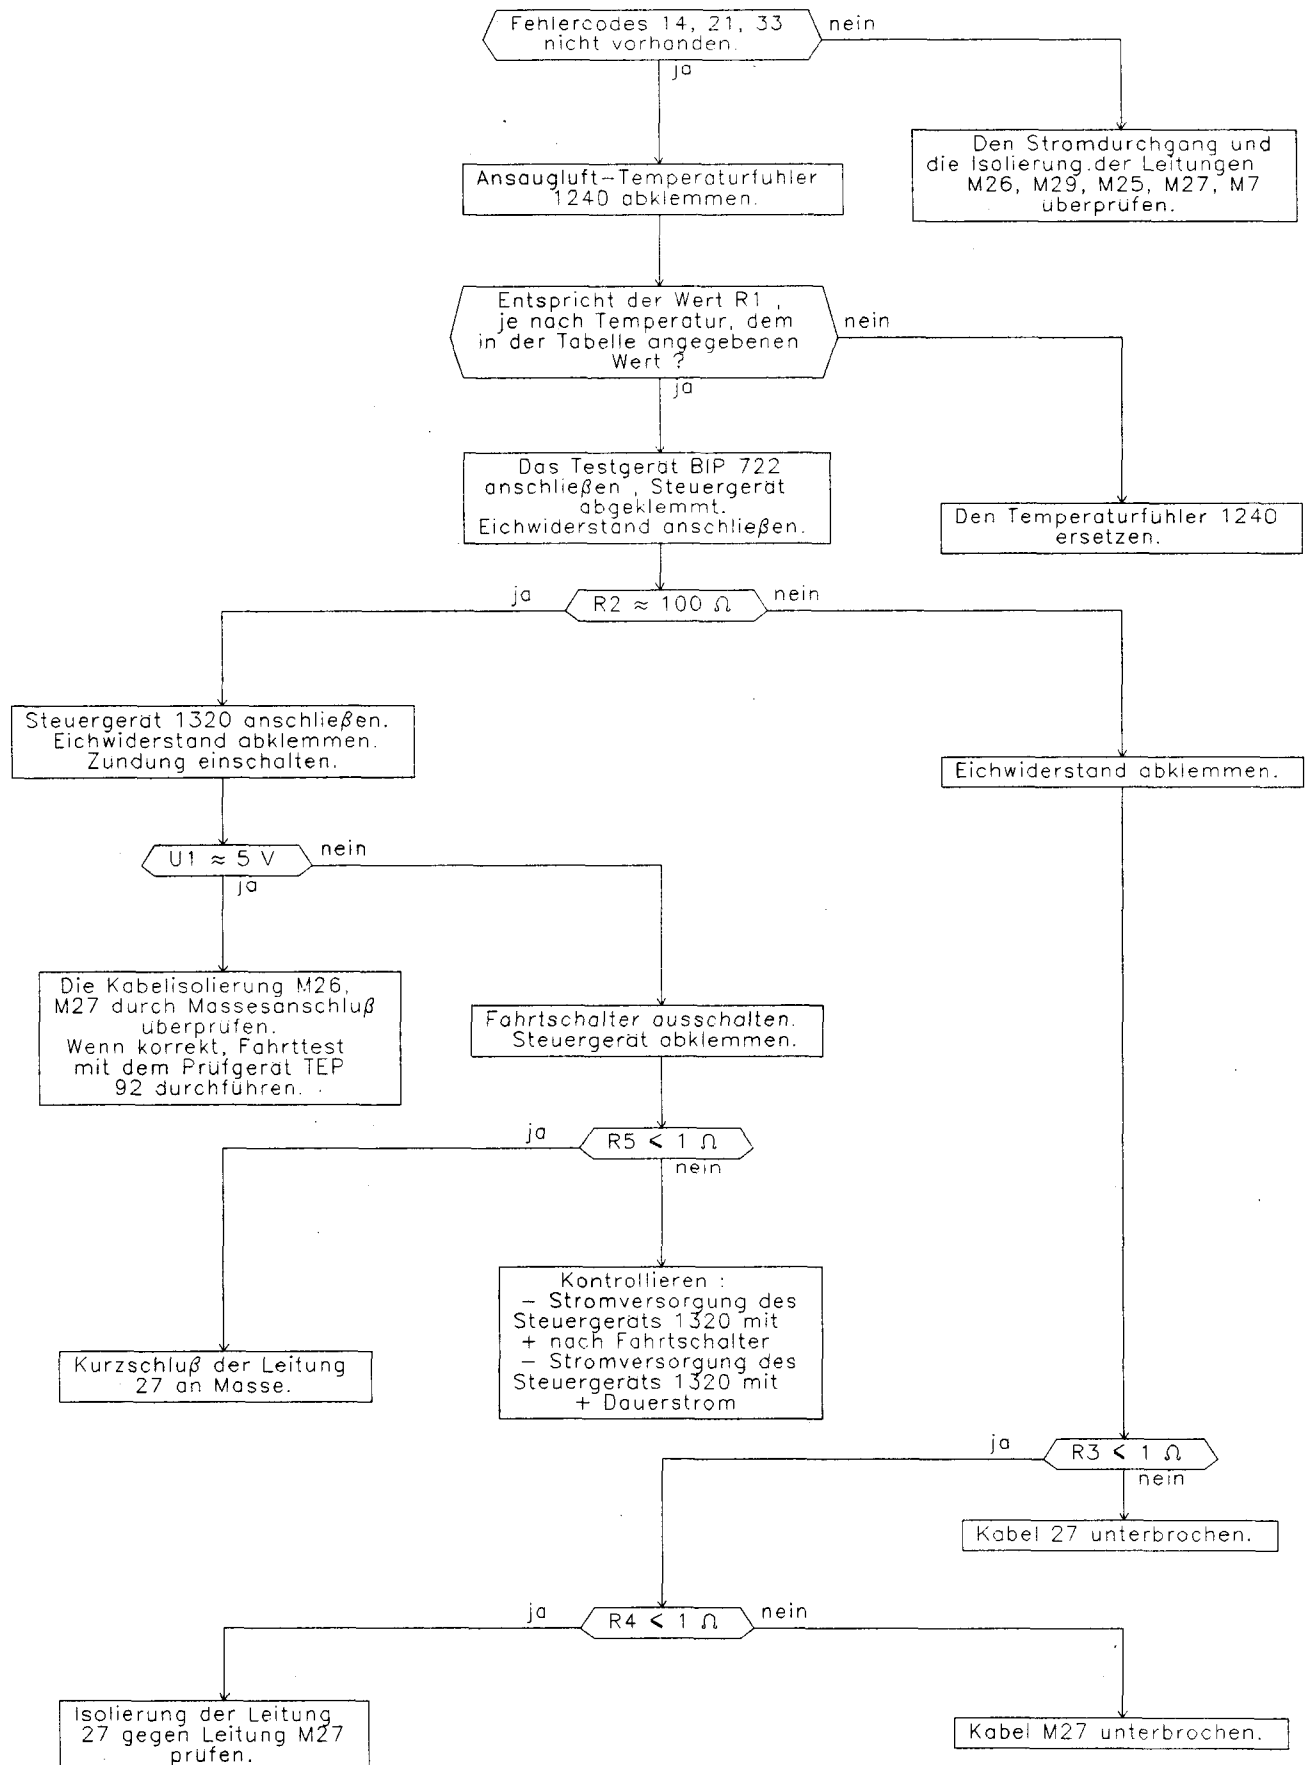 Fehlercodes 14, 21, 33
nicht vorhanden.
nein
ja
Den Stromdurchgang und
die Isolierung der Leitungen
M26, M29, M25, M27, M7
überprüfen.
Ansaugluft-Temperaturfuhler
1240 abklemmen.
Entspricht der Wert R1 ,
je nach Temperatur, dem
in der Tabelle angegebenen
Wert ?
nein
ja
Das Testgerät BIP 722
anschließen , Steuergerät
abgeklemmt.
Eichwiderstand anschließen.
Den Temperaturfühler 1240
ersetzen.
ja
R2 ≈ 100 Ω
nein
Steuergerät 1320 anschließen.
Eichwiderstand abklemmen.
Zundung einschalten.
Eichwiderstand abklemmen.
U1 ≈ 5 V
nein
ja
Die Kabelisolierung M26,
M27 durch Massesanschluß
überprüfen.
Wenn korrekt, Fahrttest
mit dem Prüfgerät TEP
92 durchführen.
Fahrtschalter ausschalten.
Steuergerät abklemmen.
ja
R5 < 1 Ω
nein
Kontrollieren :
- Stromversorgung des
Steuergeräts 1320 mit
+ nach Fahrtschalter
- Stromversorgung des
Steuergeräts 1320 mit
+ Dauerstrom
Kurzschluß der Leitung
27 an Masse.
ja
R3 < 1 Ω
nein
Kabel 27 unterbrochen.
ja
R4 < 1 Ω
nein
Isolierung der Leitung
27 gegen Leitung M27
prüfen.
Kabel M27 unterbrochen.